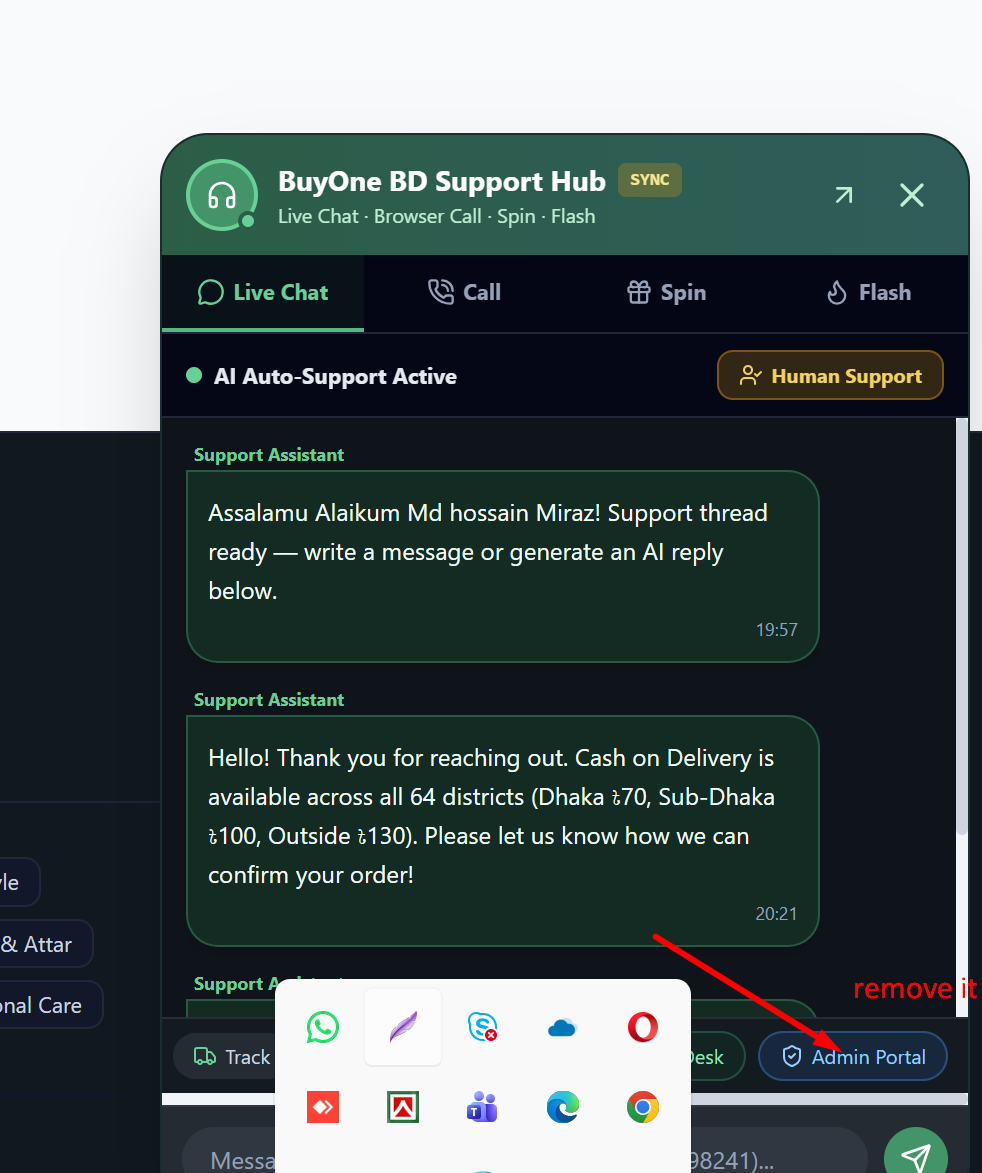 BuyOne BD Support Hub SYNC
Live Chat · Browser Call · Spin · Flash
Live Chat Call Spin Flash
AI Auto-Support Active Human Support
Support Assistant
Assalamu Alaikum Md hossain Miraz! Support thread
ready — write a message or generate an AI reply
below.
19:57
Support Assistant
Hello! Thank you for reaching out. Cash on Delivery is
available across all 64 districts (Dhaka ৳70, Sub-Dhaka
৳100, Outside ৳130). Please let us know how we can
confirm your order!
20:21
& Attar
Support
remove it
Care
Track Desk Admin Portal
98241)...